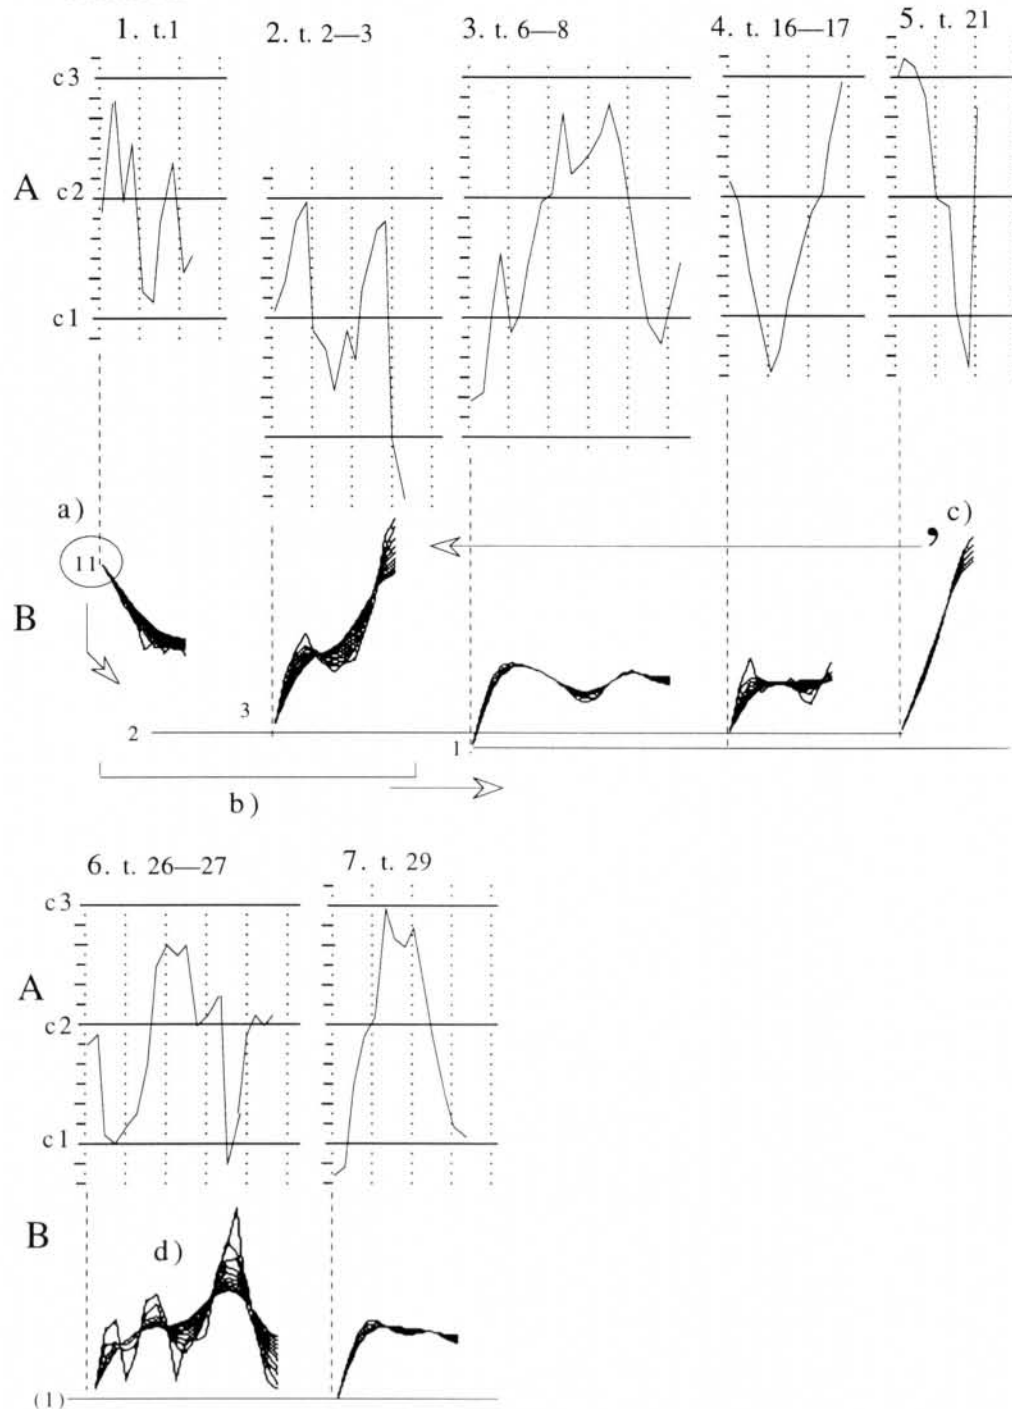 1. t.1
2. t. 2—3
3. t. 6—8
4. t. 16—17
5. t. 21
c3
A
c2
c1
a)
c)
,
11
B
3
2
1
b)
6. t. 26—27
7. t. 29
c3
A
c2
c1
B
d)
(1)